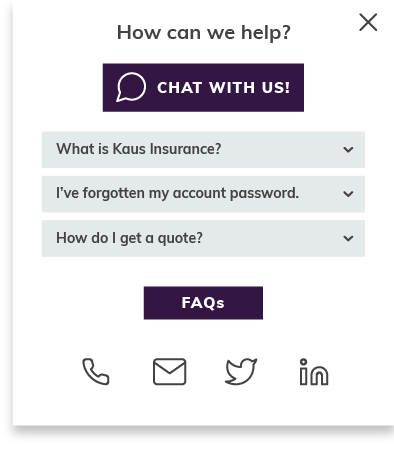 How can we help?
CHAT WITH US!
What is Kaus Insurance?
I’ve forgotten my account password.
How do I get a quote?
FAQs